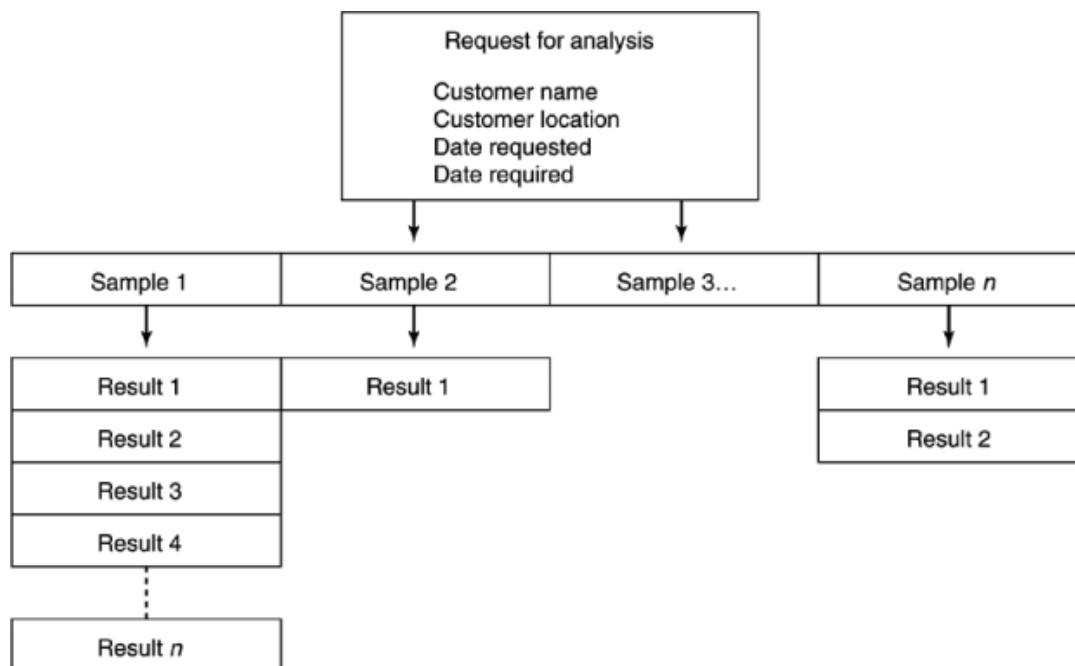 Request for analysis
Customer name
Customer location
Date requested
Date required
Sample 1
Sample 2
Sample 3...
Sample n
Result 1
Result 1
Result 1
Result 2
Result 2
Result 3
Result 4
Result n